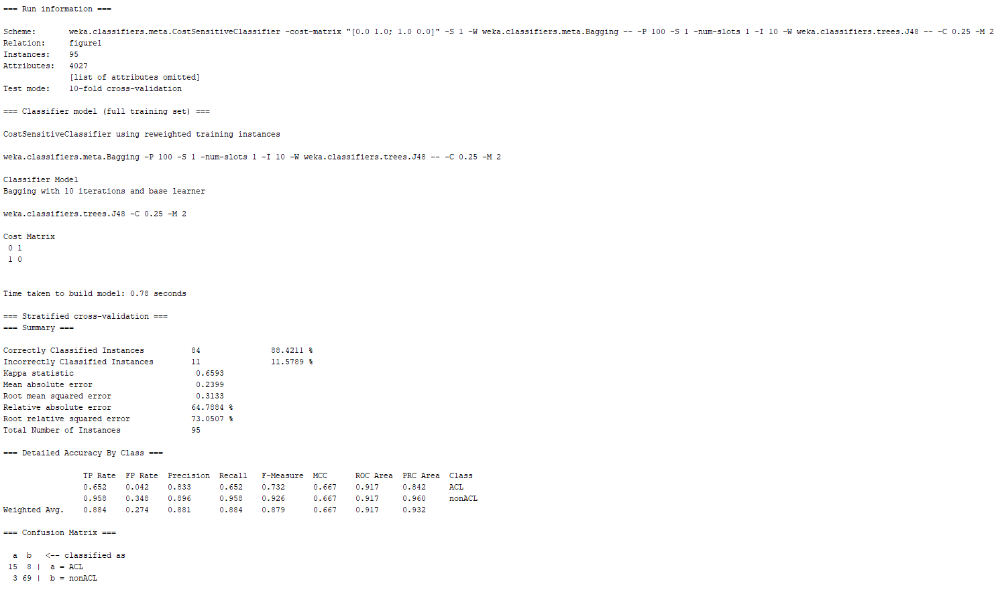 === Run information ===
Scheme: weka.classifiers.meta.CostSensitiveClassifier -cost-matrix "[0.0 1.0; 1.0 0.0]" -S 1 -W weka.classifiers.meta.Bagging -- -P 100 -S 1 -num-slots 1 -I 10 -W weka.classifiers.trees.J48 -- -C 0.25 -M 2
Relation: figure1
Instances: 95
Attributes: 4027
[list of attributes omitted]
Test mode: 10-fold cross-validation
=== Classifier model (full training set) ===
CostSensitiveClassifier using reweighted training instances
weka.classifiers.meta.Bagging -P 100 -S 1 -num-slots 1 -I 10 -W weka.classifiers.trees.J48 -- -C 0.25 -M 2
Classifier Model
Bagging with 10 iterations and base learner
weka.classifiers.trees.J48 -C 0.25 -M 2
Cost Matrix
0 1
1 0
Time taken to build model: 0.78 seconds
=== Stratified cross-validation ===
=== Summary ===
Correctly Classified Instances 84 88.4211 %
Incorrectly Classified Instances 11 11.5789 %
Kappa statistic 0.6593
Mean absolute error 0.2399
Root mean squared error 0.3133
Relative absolute error 64.7884 %
Root relative squared error 73.0507 %
Total Number of Instances 95
=== Detailed Accuracy By Class ===
TP Rate FP Rate Precision Recall F-Measure MCC ROC Area PRC Area Class
0.652 0.042 0.833 0.652 0.732 0.667 0.917 0.842 ACL
0.958 0.348 0.896 0.958 0.926 0.667 0.917 0.960 nonACL
Weighted Avg. 0.884 0.274 0.881 0.884 0.879 0.667 0.917 0.932
=== Confusion Matrix ===
a b <-- classified as
15 8 | a = ACL
3 69 | b = nonACL